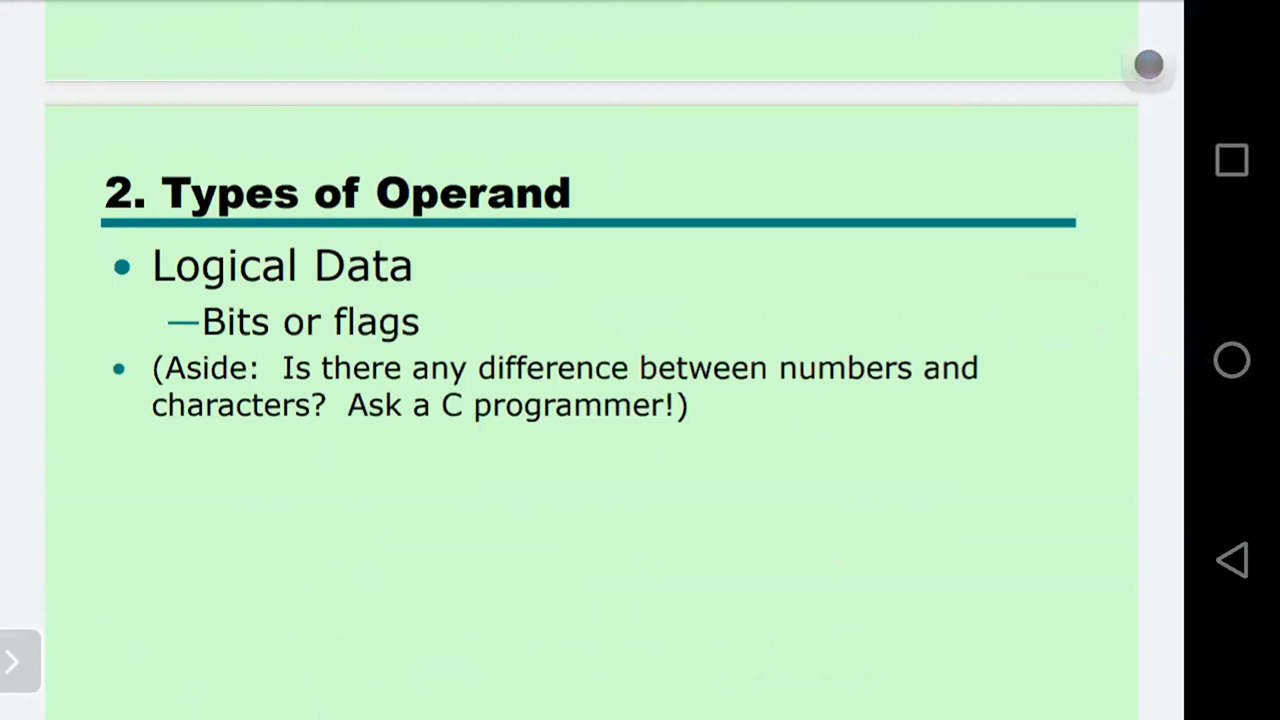 2. Types of Operand
• Logical Data
—Bits or flags
• (Aside: Is there any difference between numbers and
characters? Ask a C programmer!)